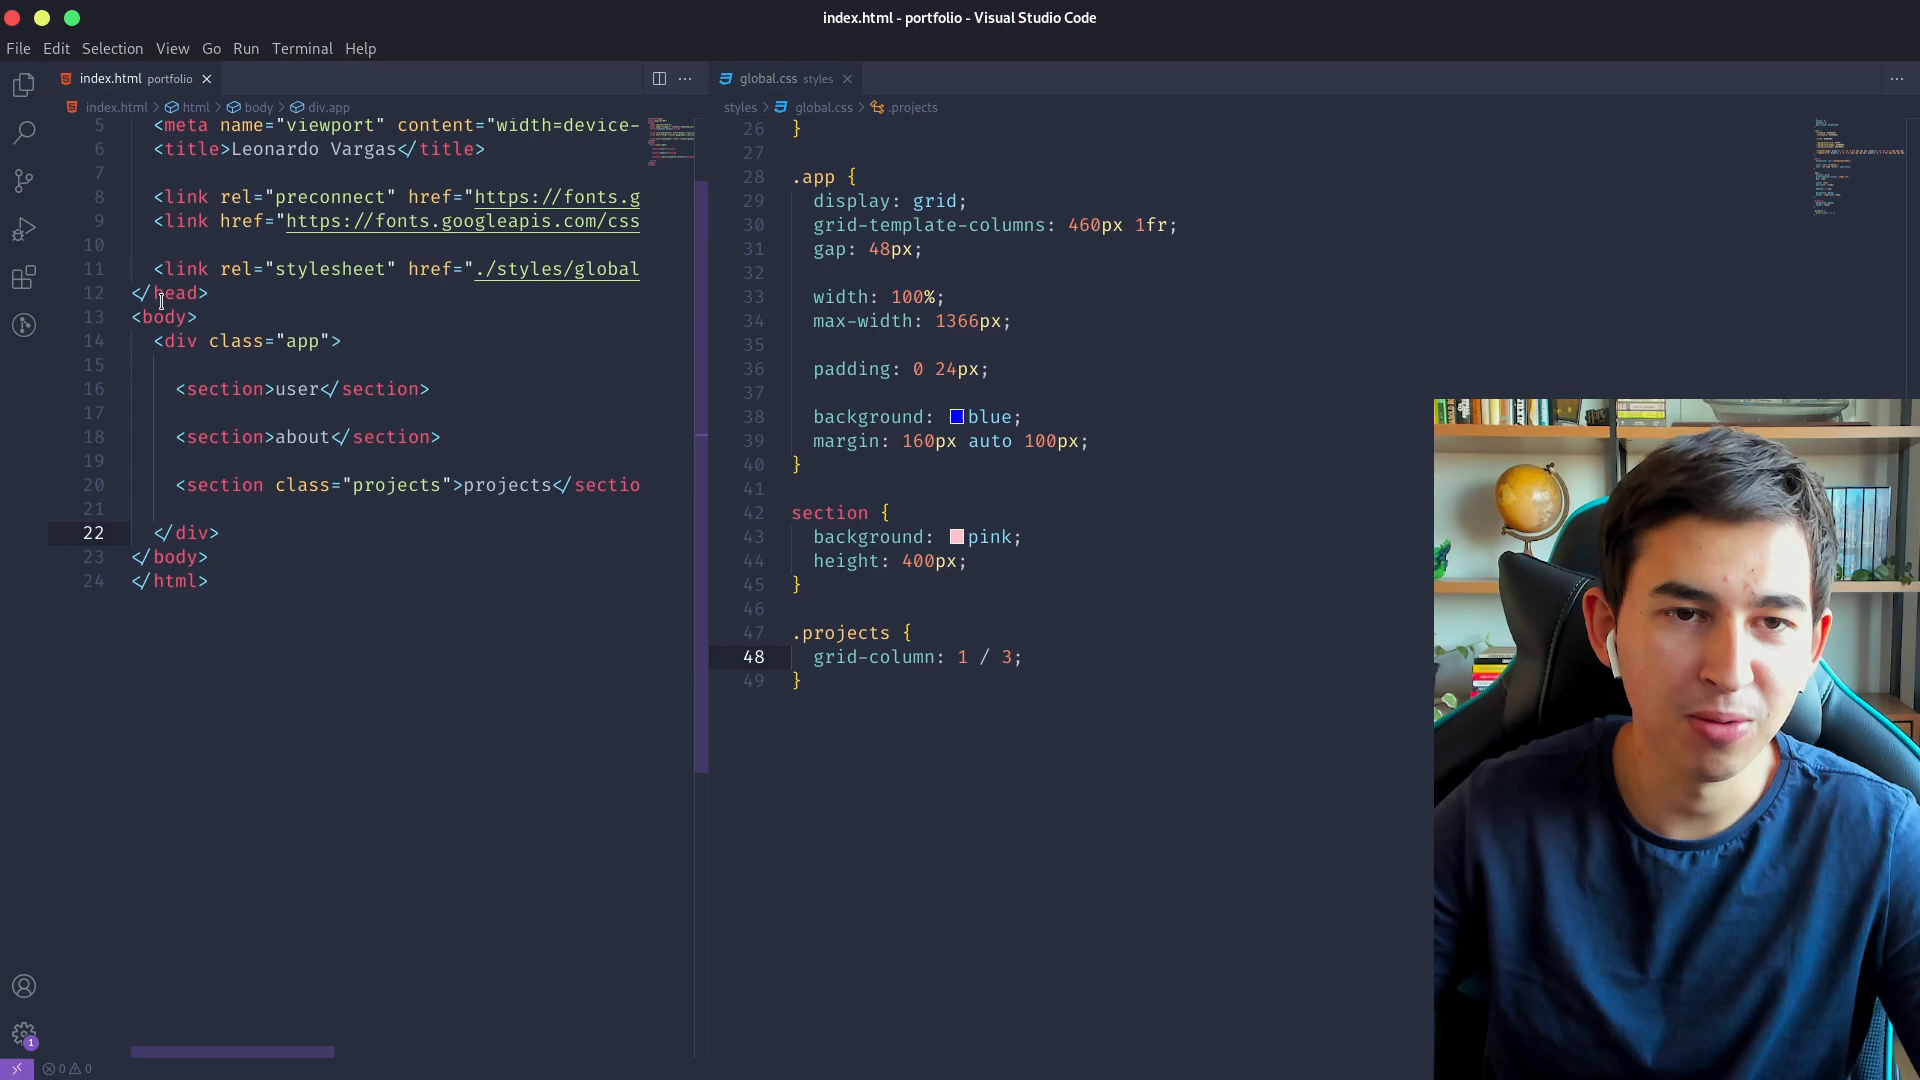 index.html - portfolio - Visual Studio Code
File Edit Selection View Go Run Terminal Help
index.html portfolio
index.html > html > body > div.app
5 <meta name="viewport" content="width=device-
6 <title>Leonardo Vargas</title>
7
8 <link rel="preconnect" href="https://fonts.g
9 <link href="https://fonts.googleapis.com/css
10
11 <link rel="stylesheet" href="./styles/global
12 </head>
13 <body>
14 <div class="app">
15
16 <section>user</section>
17
18 <section>about</section>
19
20 <section class="projects">projects</sectio
21
22 </div>
23 </body>
24 </html>
global.css styles
styles > global.css > .projects
26 }
27
28 .app {
29 display: grid;
30 grid-template-columns: 460px 1fr;
31 gap: 48px;
32
33 width: 100%;
34 max-width: 1366px;
35
36 padding: 0 24px;
37
38 background: blue;
39 margin: 160px auto 100px;
40 }
41
42 section {
43 background: pink;
44 height: 400px;
45 }
46
47 .projects {
48 grid-column: 1 / 3;
49 }
1
0 0